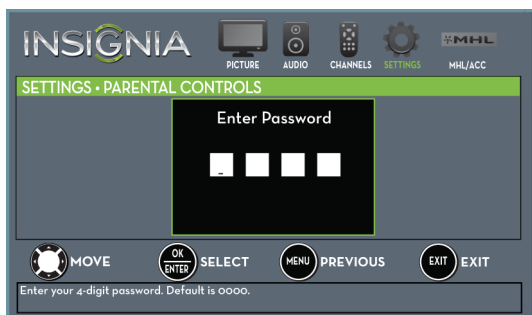 INSIGNIA
PICTURE AUDIO CHANNELS SETTINGS MHL MHL/ACC
SETTINGS • PARENTAL CONTROLS
Enter Password
_
MOVE OK ENTER SELECT MENU PREVIOUS EXIT EXIT
Enter your 4-digit password. Default is 0000.